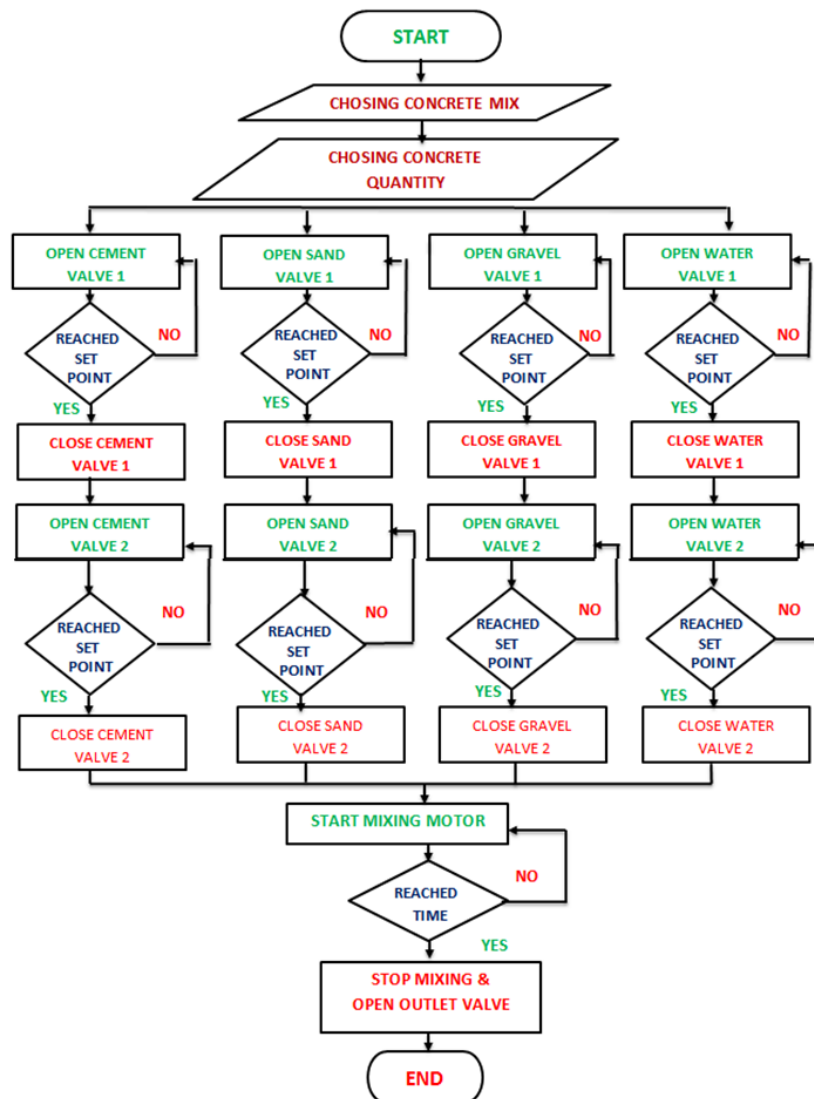 START
CHOSING CONCRETE MIX
CHOSING CONCRETE
QUANTITY
OPEN CEMENT
VALVE 1
OPEN SAND
VALVE 1
OPEN GRAVEL
VALVE 1
OPEN WATER
VALVE 1
REACHED
SET
POINT
NO
YES
REACHED
SET
POINT
NO
YES
REACHED
SET
POINT
NO
YES
REACHED
SET
POINT
NO
YES
CLOSE CEMENT
VALVE 1
CLOSE SAND
VALVE 1
CLOSE GRAVEL
VALVE 1
CLOSE WATER
VALVE 1
OPEN CEMENT
VALVE 2
OPEN SAND
VALVE 2
OPEN GRAVEL
VALVE 2
OPEN WATER
VALVE 2
REACHED
SET
POINT
NO
YES
REACHED
SET
POINT
NO
YES
REACHED
SET
POINT
NO
YES
REACHED
SET
POINT
NO
YES
CLOSE CEMENT
VALVE 2
CLOSE SAND
VALVE 2
CLOSE GRAVEL
VALVE 2
CLOSE WATER
VALVE 2
START MIXING MOTOR
REACHED
TIME
NO
YES
STOP MIXING &
OPEN OUTLET VALVE
END